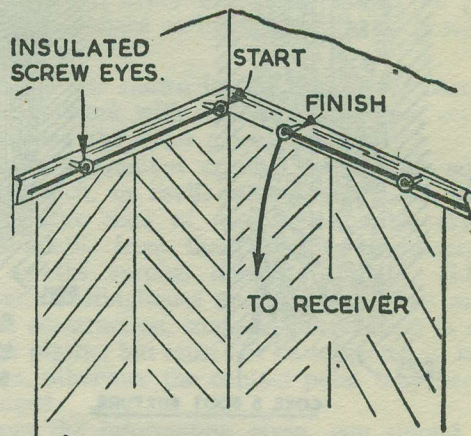 INSULATED
SCREW EYES.
START
FINISH
TO RECEIVER